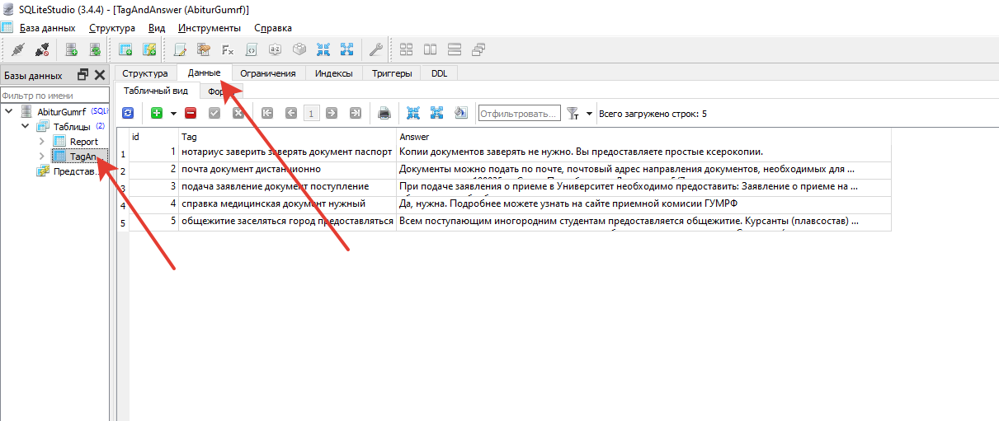 SQLiteStudio (3.4.4) - [TagAndAnswer (AbiturGumrf)]
База данных Структура Вид Инструменты Справка
Базы данных
Структура Данные Ограничения Индексы Триггеры DDL
Фильтр по имени
Табличный вид
AbiturGumrf (SQLi
Таблицы (2)
Report
TagAn...
Представ...
1
Отфильтровать...
Всего загружено строк: 5
id Tag Answer
1 1 нотариус заверить заверять документ паспорт Копии документов заверять не нужно. Вы предоставляете простые ксерокопии.
2 2 почта документ дистанционно Документы можно подать по почте, почтовый адрес направления документов, необходимых для ...
3 3 подача заявление документ поступление При подаче заявления о приеме в Университет необходимо предоставить: Заявление о приеме на ...
4 4 справка медицинская документ нужный Да, нужна. Подробнее можете узнать на сайте приемной комисии ГУМРФ
5 5 общежитие заселяться город предоставляться Всем поступающим иногородним студентам предоставляется общежитие. Курсанты (плавсостав) ...